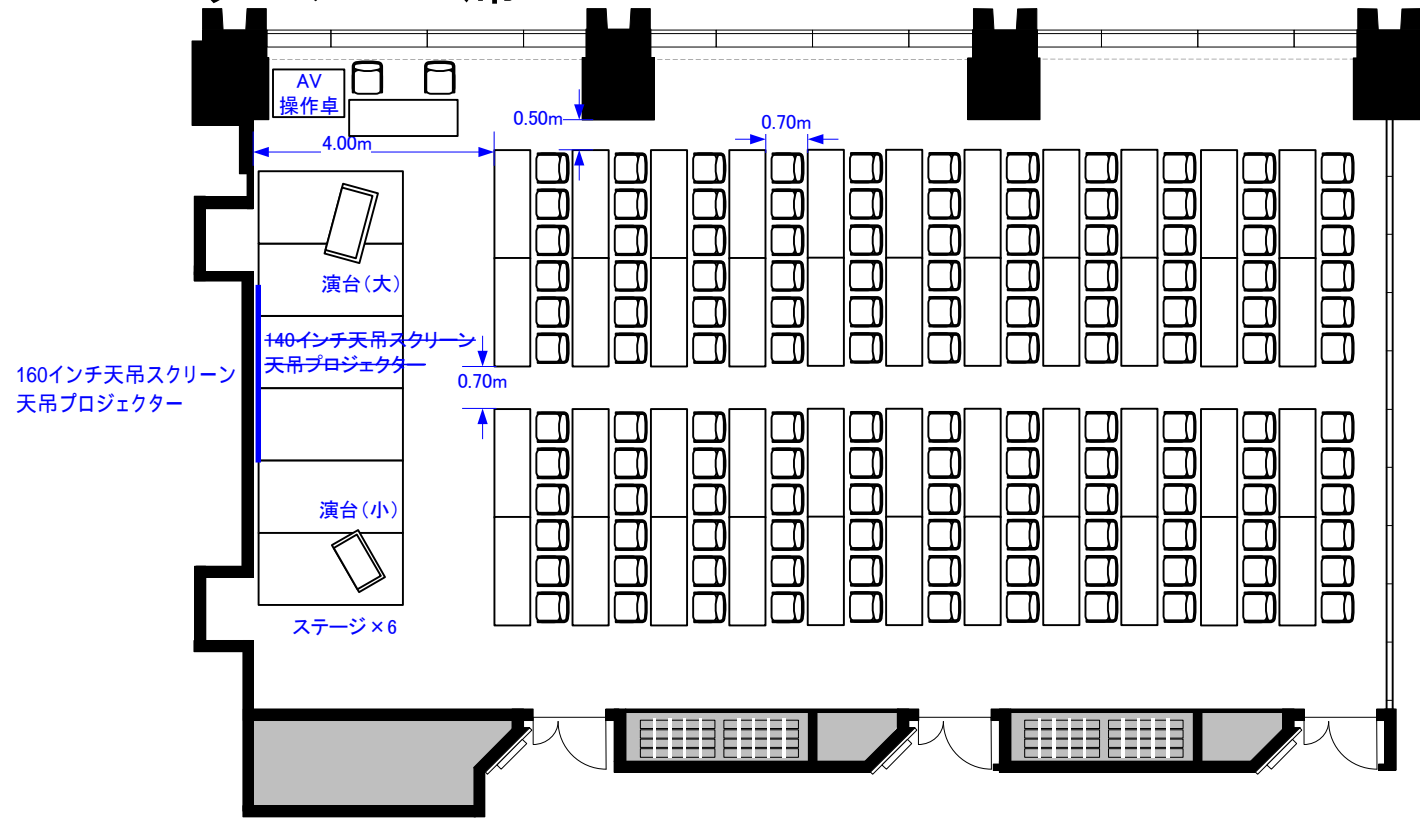 AV
操作卓
0.50m
0.70m
4.00m
演台(大)
140インチ天吊スクリーン
天吊プロジェクター
0.70m
160インチ天吊スクリーン
天吊プロジェクター
演台(小)
ステージ×6